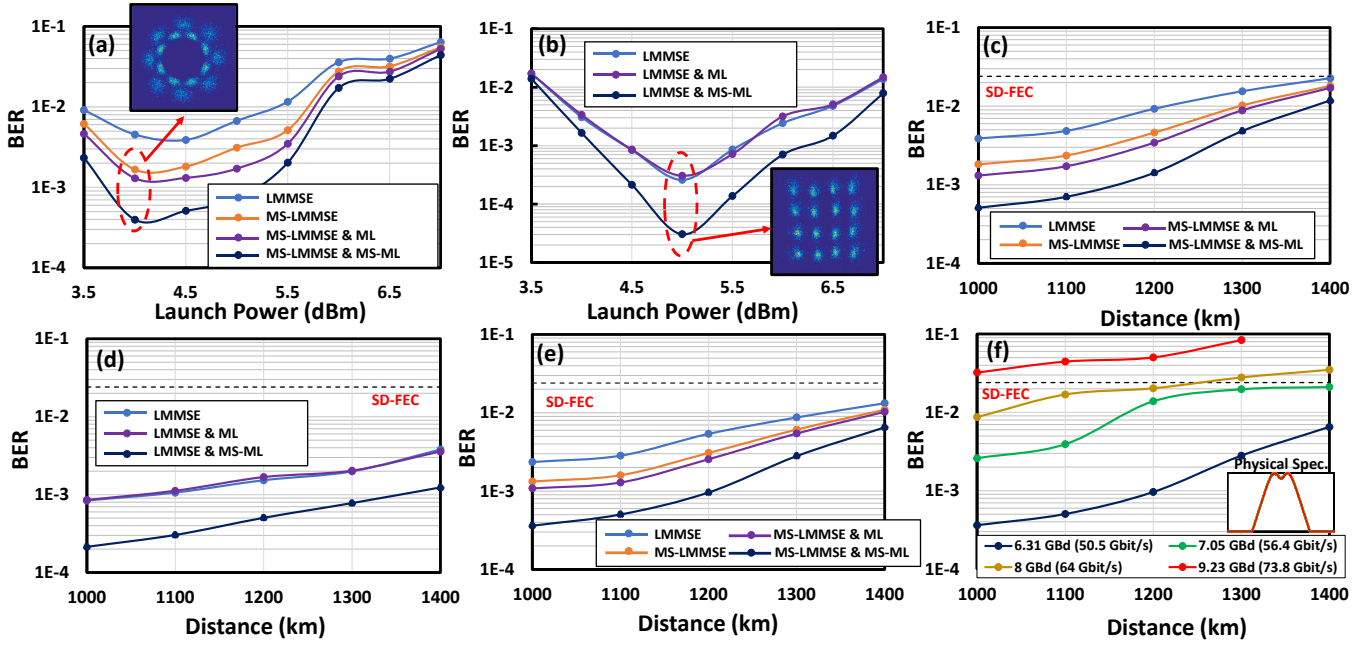 (a)
BER
1E-1
1E-2
1E-3
1E-4
LMMSE
MS-LMMSE
MS-LMMSE & ML
MS-LMMSE & MS-ML
3.5
4.5
5.5
6.5
Launch Power (dBm)
(b)
BER
1E-1
1E-2
1E-3
1E-4
1E-5
LMMSE
LMMSE & ML
LMMSE & MS-ML
3.5
4.5
5.5
6.5
Launch Power (dBm)
(c)
BER
1E-1
1E-2
1E-3
1E-4
SD-FEC
LMMSE
MS-LMMSE & ML
MS-LMMSE
MS-LMMSE & MS-ML
1000
1100
1200
1300
1400
Distance (km)
(d)
BER
1E-1
1E-2
1E-3
1E-4
SD-FEC
LMMSE
LMMSE & ML
LMMSE & MS-ML
1000
1100
1200
1300
1400
Distance (km)
(e)
BER
1E-1
1E-2
1E-3
1E-4
SD-FEC
LMMSE
MS-LMMSE & ML
MS-LMMSE
MS-LMMSE & MS-ML
1000
1100
1200
1300
1400
Distance (km)
(f)
BER
1E-1
1E-2
1E-3
1E-4
SD-FEC
Physical Spec.
6.31 GBd (50.5 Gbit/s)
7.05 GBd (56.4 Gbit/s)
8 GBd (64 Gbit/s)
9.23 GBd (73.8 Gbit/s)
1000
1100
1200
1300
1400
Distance (km)